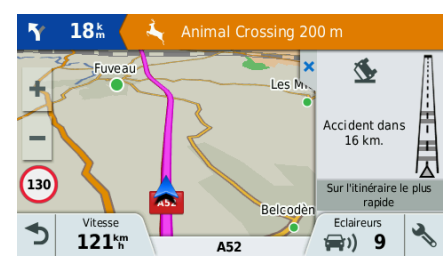 18 km
Animal Crossing 200 m
Fuveau
Les M
Accident dans
16 km.
130
A52
Sur l'itinéraire le plus
rapide
Belcodèn
Vitesse
121 km h
A52
Eclaireurs
9